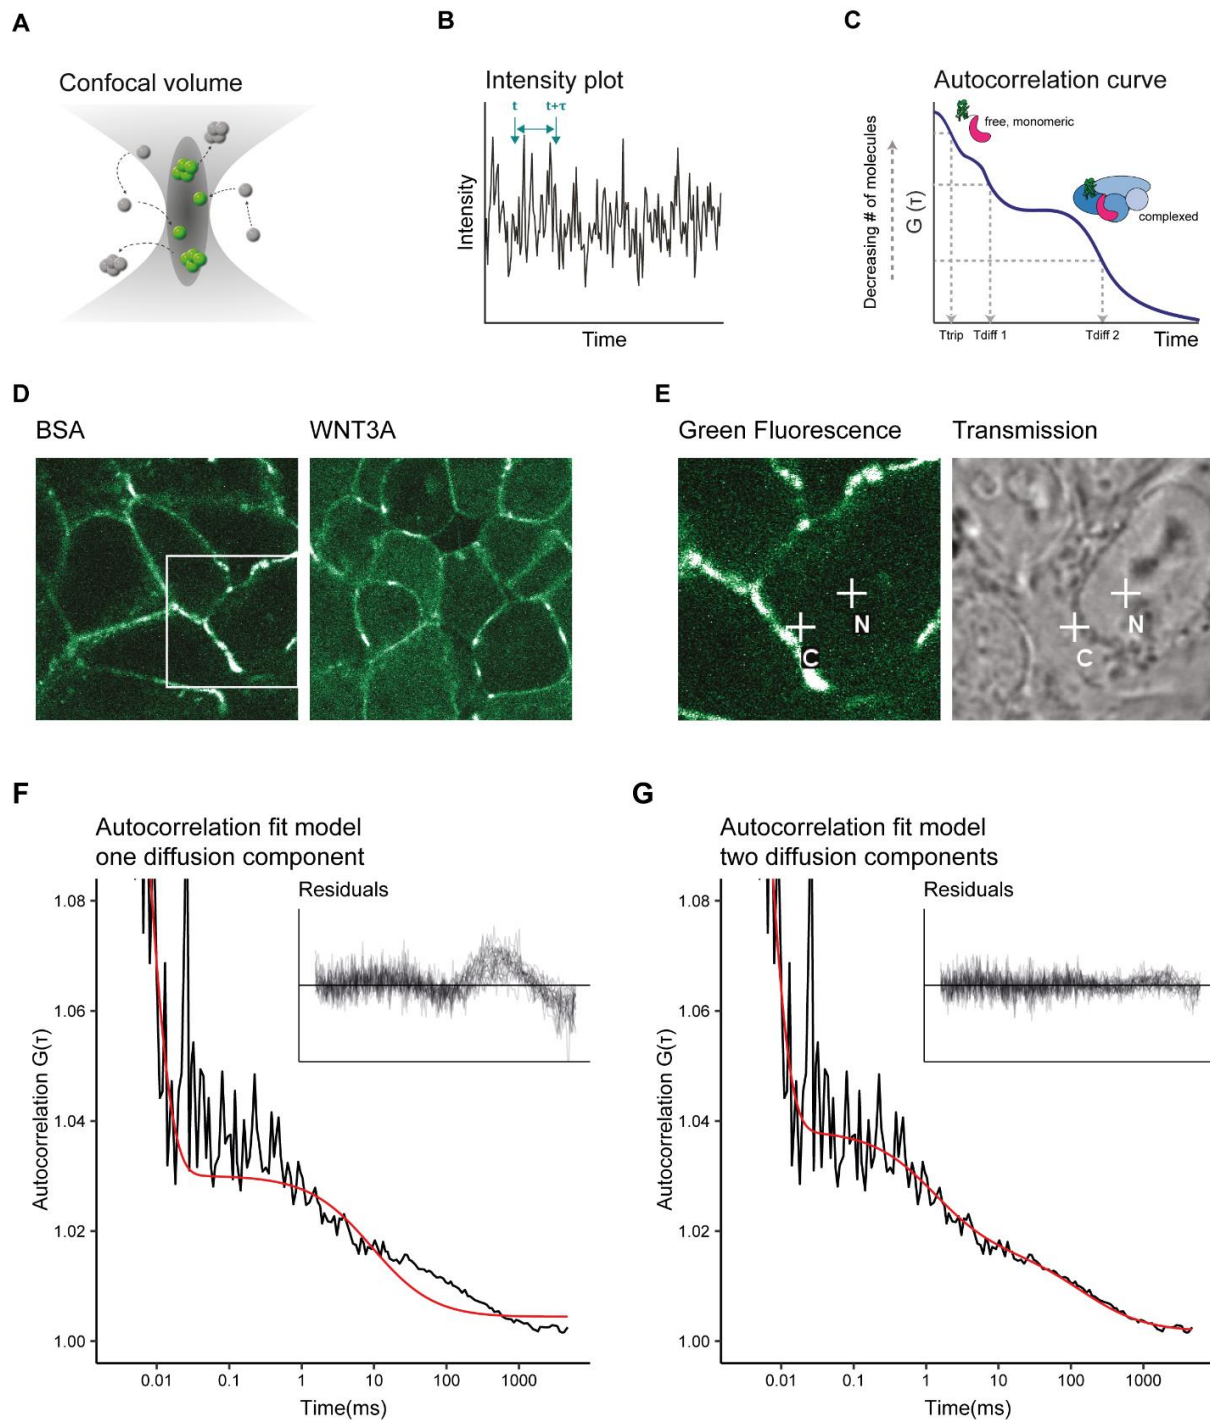 A
Confocal volume
B
Intensity plot
t
t+τ
Intensity
Time
C
Autocorrelation curve
free, monomeric
complexed
Decreasing # of molecules
G (τ)
Ttrip
Tdiff 1
Tdiff 2
Time
D
BSA
WNT3A
E
Green Fluorescence
Transmission
N
C
N
C
F
Autocorrelation fit model
one diffusion component
Residuals
1.08
1.06
1.04
1.02
1.00
Autocorrelation G(τ)
0.01
0.1
1
10
100
1000
Time(ms)
G
Autocorrelation fit model
two diffusion components
Residuals
1.08
1.06
1.04
1.02
1.00
Autocorrelation G(τ)
0.01
0.1
1
10
100
1000
Time(ms)